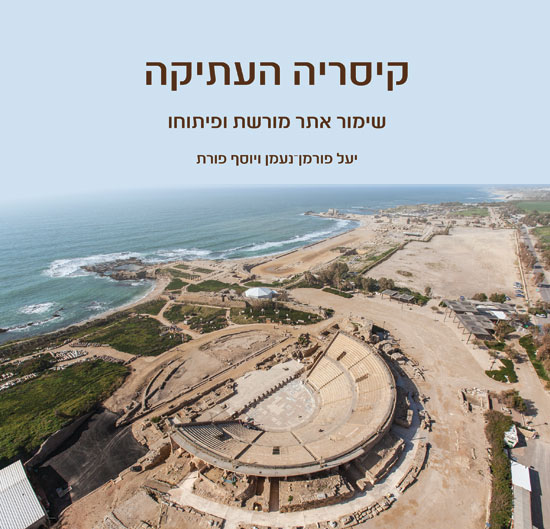 קיסריה העתיקה
שימור אתר מורשת ופיתוחו
יעל פורמן־נעמן ויוסף פורת